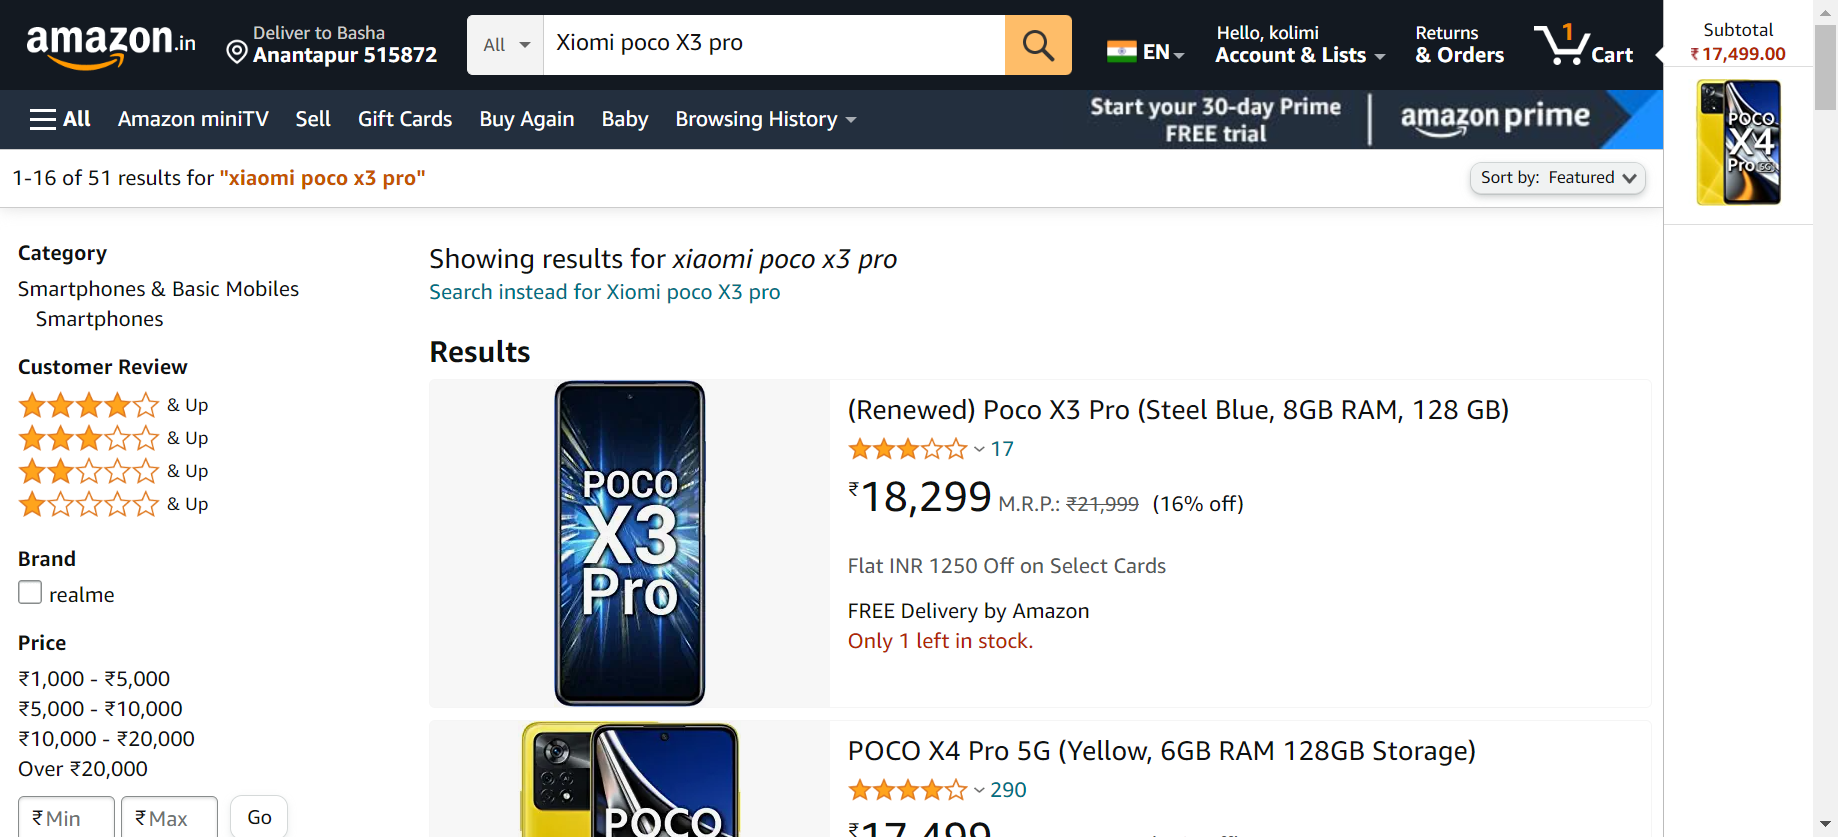 amazon.in
Deliver to Basha
Anantapur 515872
All
Xiomi poco X3 pro
EN
Hello, kolimi
Account & Lists
Returns
& Orders
1
Cart
Subtotal
₹17,499.00
POCO
X4
Pro 5G
All
Amazon miniTV
Sell
Gift Cards
Buy Again
Baby
Browsing History
Start your 30-day Prime
FREE trial
amazon prime
1-16 of 51 results for "xiaomi poco x3 pro"
Sort by: Featured
Category
Smartphones & Basic Mobiles
Smartphones
Customer Review
& Up
& Up
& Up
& Up
Brand
realme
Price
₹1,000 - ₹5,000
₹5,000 - ₹10,000
₹10,000 - ₹20,000
Over ₹20,000
₹ Min
₹ Max
Go
Showing results for xiaomi poco x3 pro
Search instead for Xiomi poco X3 pro
Results
POCO
X3
Pro
(Renewed) Poco X3 Pro (Steel Blue, 8GB RAM, 128 GB)
17
₹18,299 M.R.P.: ₹21,999 (16% off)
Flat INR 1250 Off on Select Cards
FREE Delivery by Amazon
Only 1 left in stock.
POCO
POCO X4 Pro 5G (Yellow, 6GB RAM 128GB Storage)
290
₹17,499